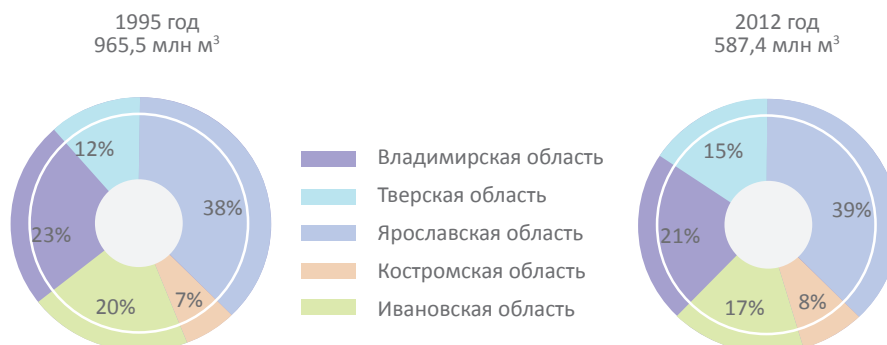 1995 год
965,5 млн м³
12%
38%
23%
20%
7%
Владимирская область
Тверская область
Ярославская область
Костромская область
Ивановская область
2012 год
587,4 млн м³
15%
39%
21%
17%
8%